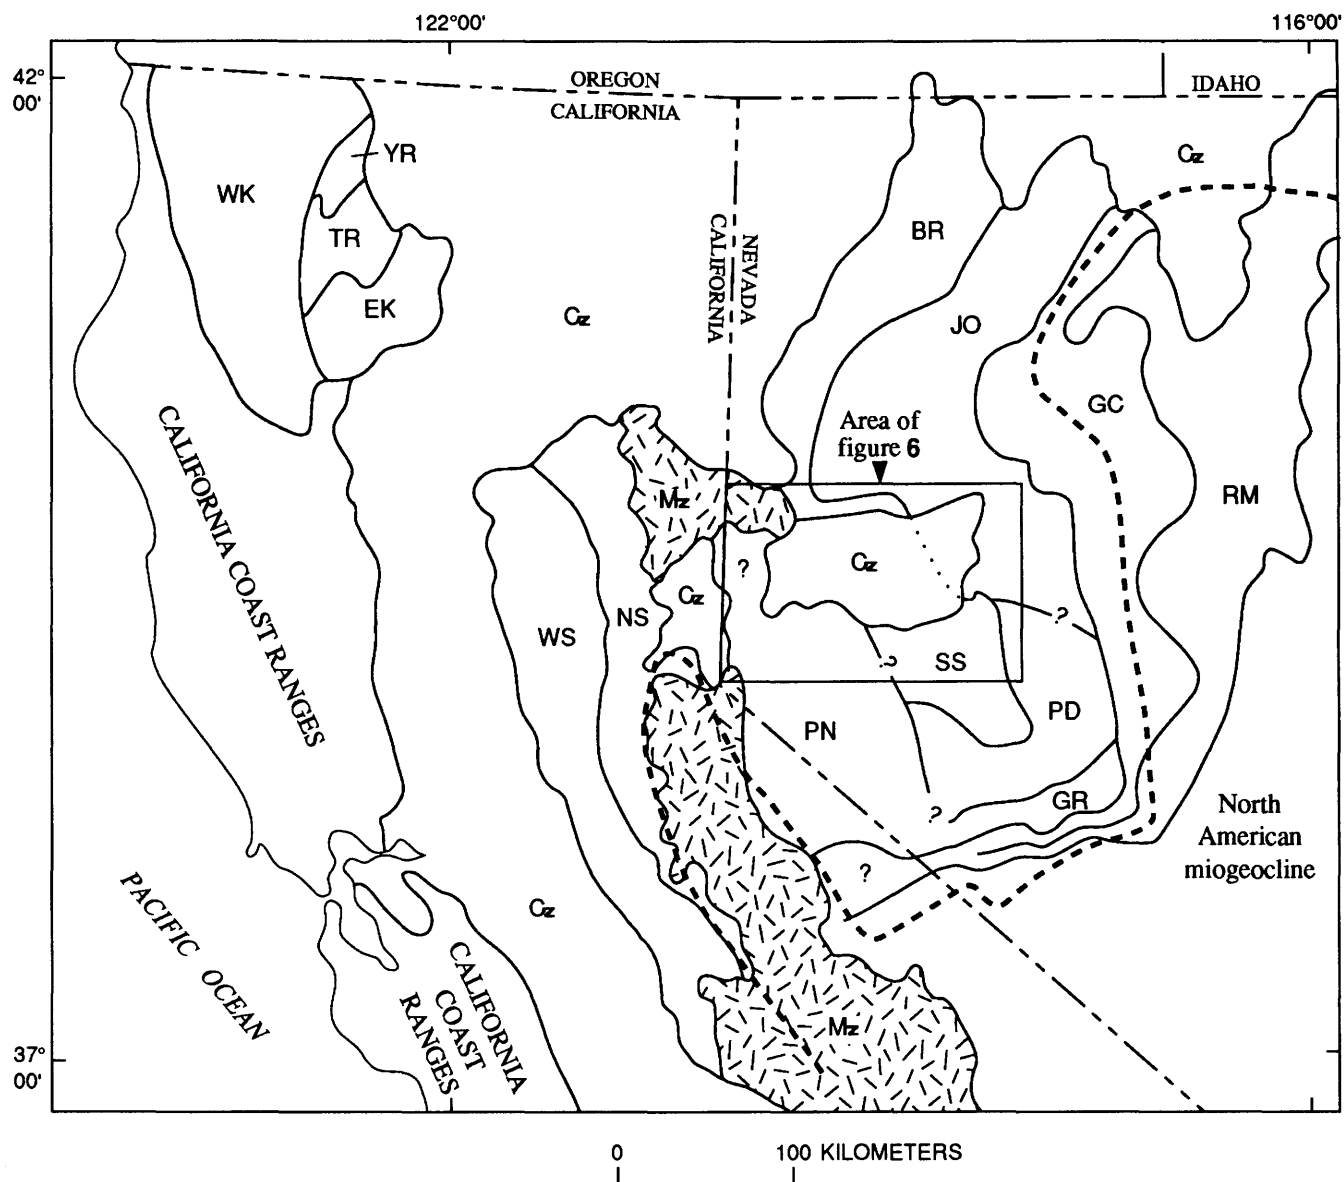 122°00'
116°00'
42°
00'
OREGON
CALIFORNIA
IDAHO
Cz
YR
WK
TR
EK
Cz
CALIFORNIA
NEVADA
BR
JO
GC
RM
Area of
figure 6
CALIFORNIA COAST RANGES
Mz
?
Cz
Cz
NS
WS
?
?
SS
PN
PD
GR
?
?
North
American
miogeocline
PACIFIC OCEAN
Cz
CALIFORNIA
COAST
RANGES
Mz
37°
00'
0
100 KILOMETERS